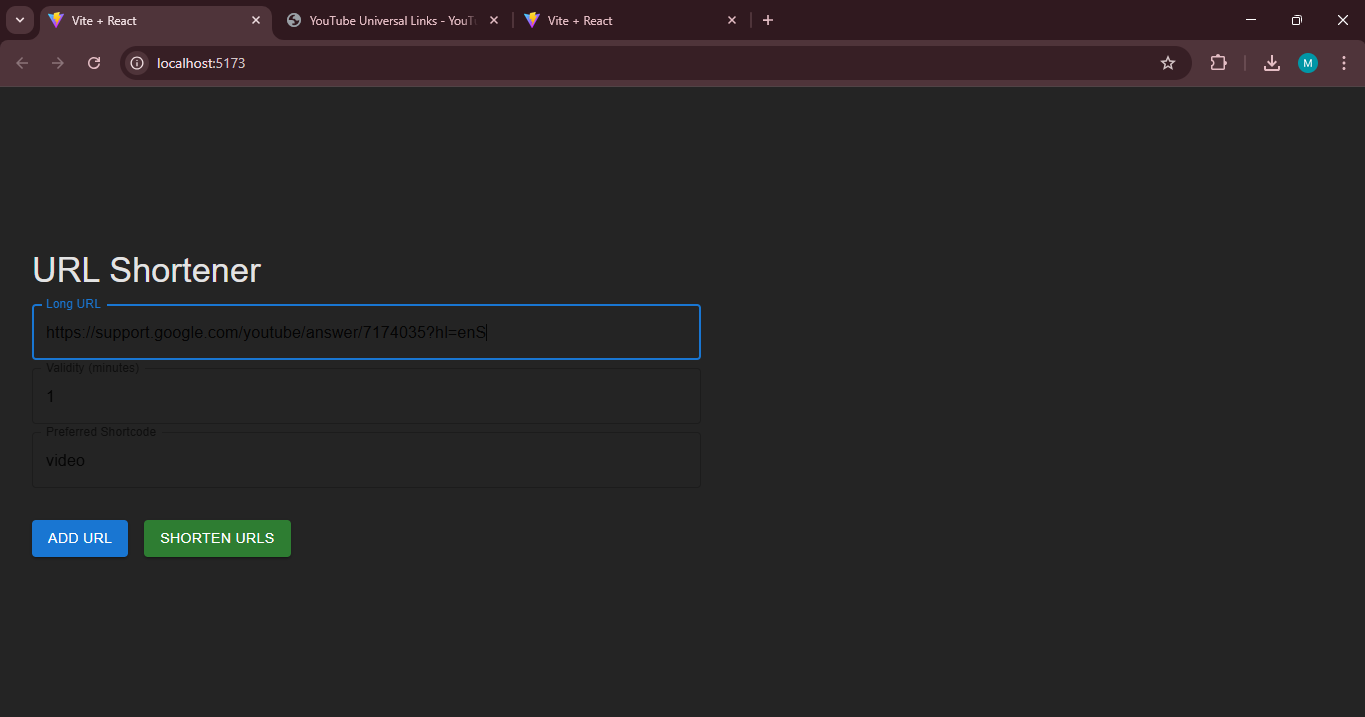 Vite + React
YouTube Universal Links - YouT
Vite + React
localhost:5173
M
URL Shortener
Long URL
https://support.google.com/youtube/answer/7174035?hl=enS
Validity (minutes)
1
Preferred Shortcode
video
ADD URL
SHORTEN URLS